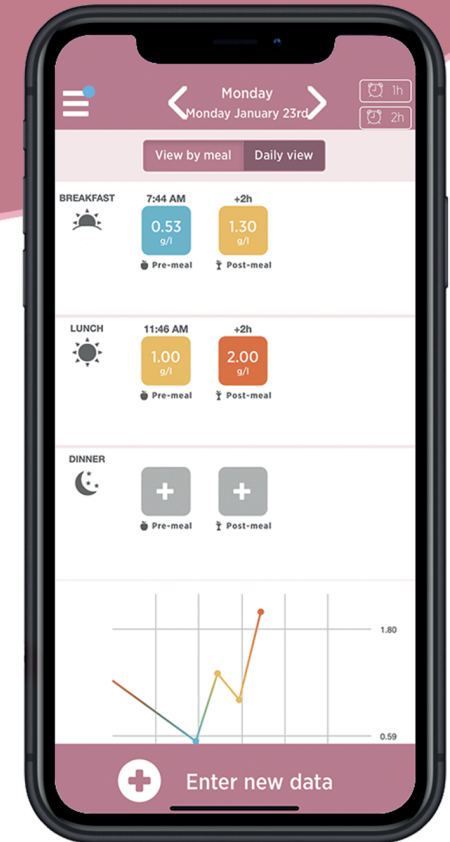 Monday
Monday January 23rd
1h
2h
View by meal Daily view
BREAKFAST 7:44 AM +2h
0.53 1.30
g/l g/l
Pre-meal Post-meal
LUNCH 11:46 AM +2h
1.00 2.00
g/l g/l
Pre-meal Post-meal
DINNER
+ +
Pre-meal Post-meal
1.80
0.59
Enter new data